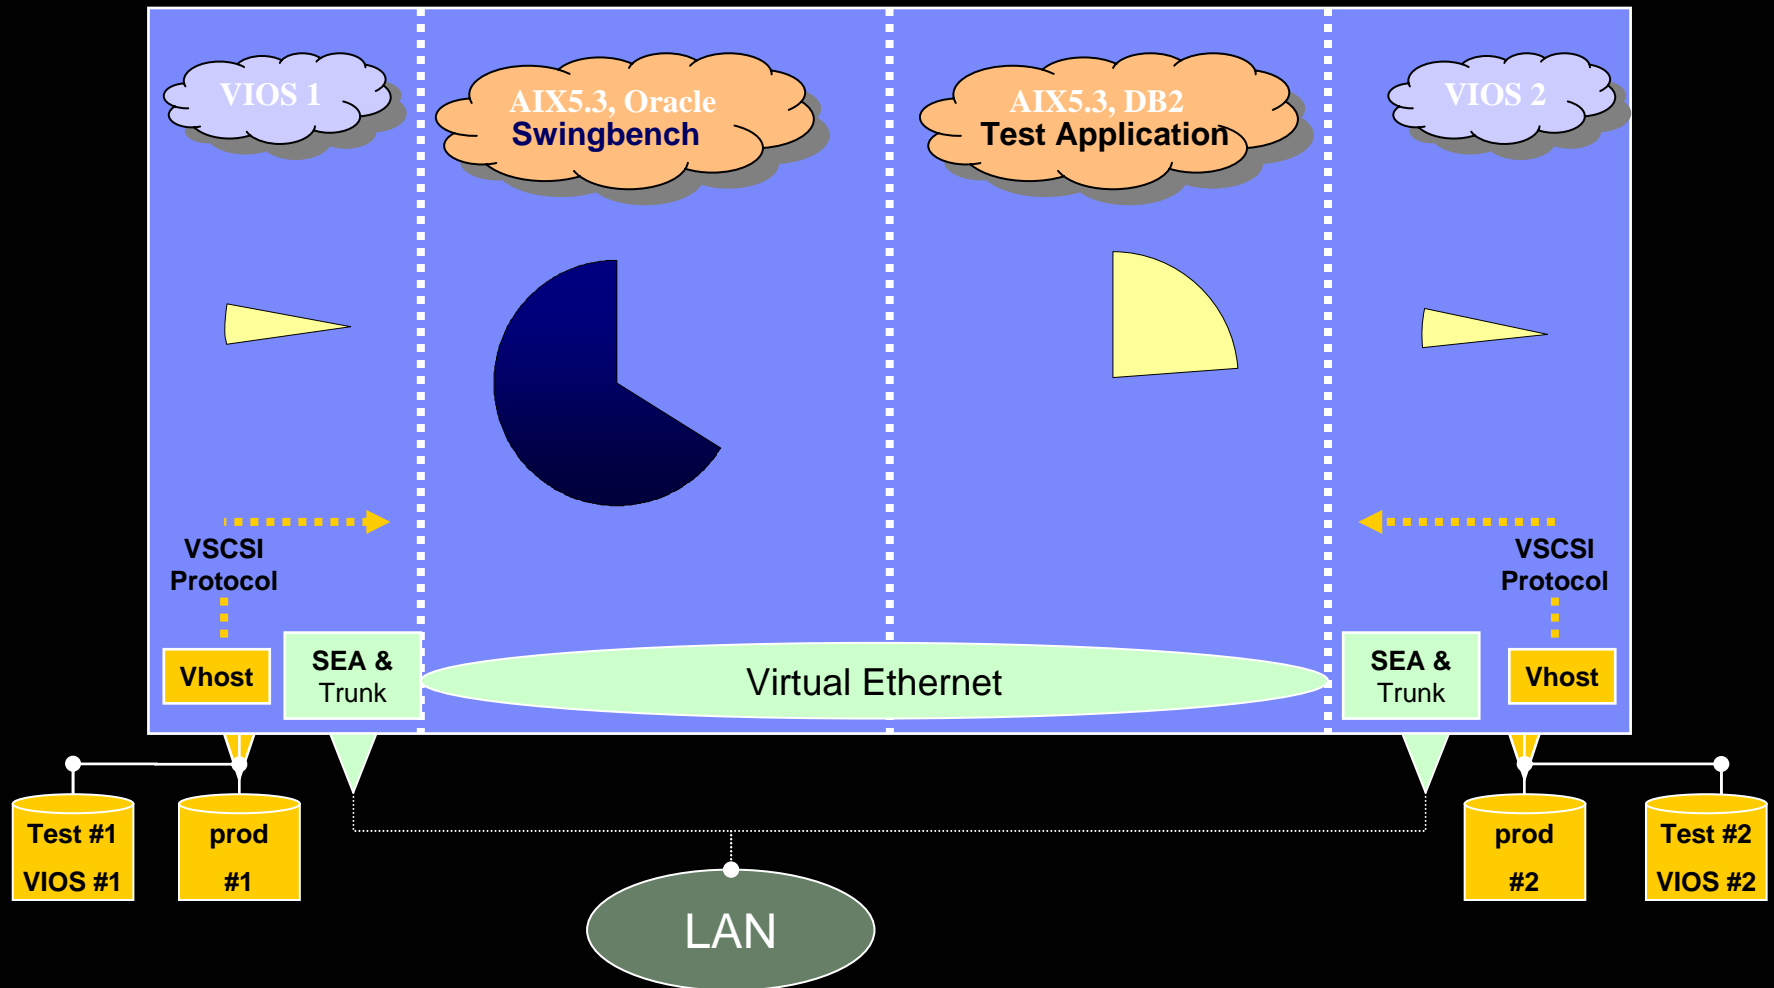 VIOS 1
AIX5.3, Oracle
Swingbench
AIX5.3, DB2
Test Application
VIOS 2
VSCSI
Protocol
VSCSI
Protocol
Vhost
SEA &
Trunk
Virtual Ethernet
SEA &
Trunk
Vhost
Test #1
VIOS #1
prod
#1
prod
#2
Test #2
VIOS #2
LAN